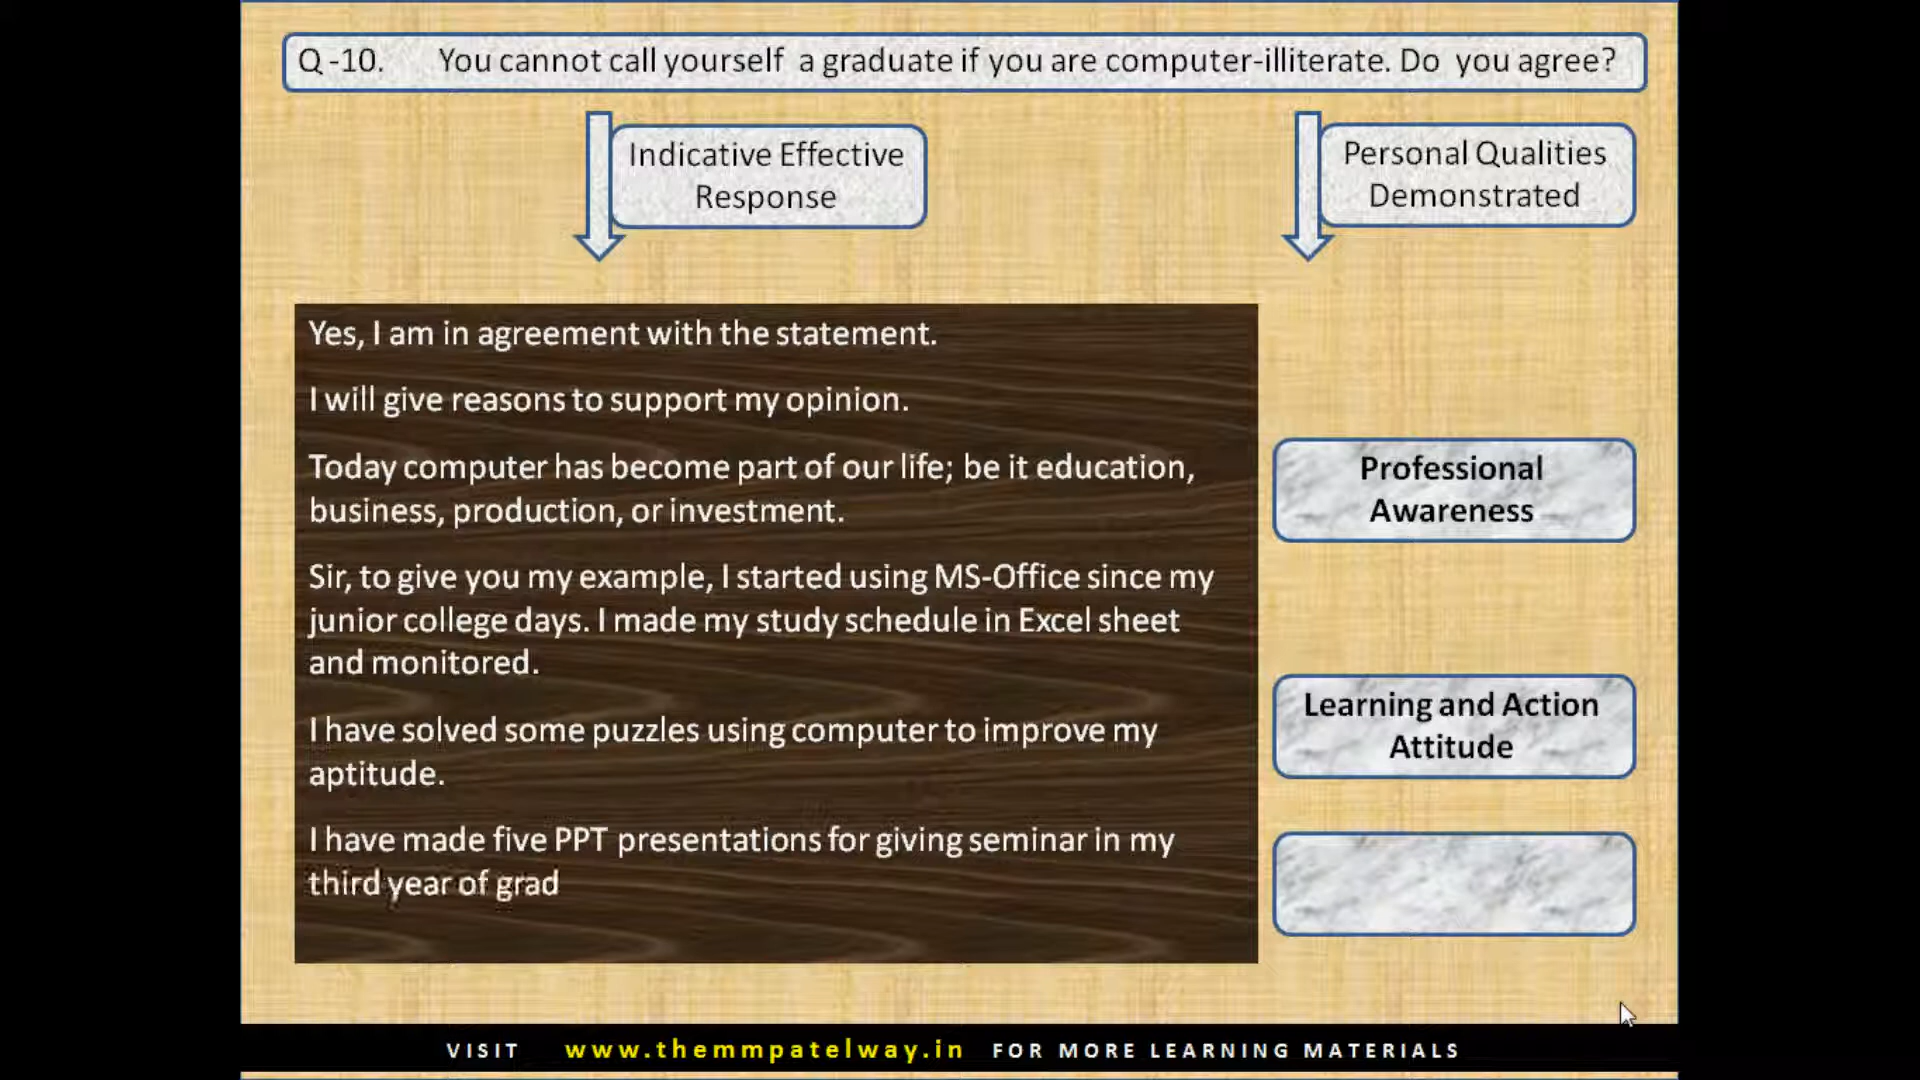 Q -10. You cannot call yourself a graduate if you are computer-illiterate. Do you agree?
Indicative Effective
Response
Personal Qualities
Demonstrated
Yes, I am in agreement with the statement.
I will give reasons to support my opinion.
Today computer has become part of our life; be it education,
business, production, or investment.
Professional
Awareness
Sir, to give you my example, I started using MS-Office since my
junior college days. I made my study schedule in Excel sheet
and monitored.
Learning and Action
Attitude
I have solved some puzzles using computer to improve my
aptitude.
I have made five PPT presentations for giving seminar in my
third year of grad
VISIT www.themmpatelway.in FOR MORE LEARNING MATERIALS